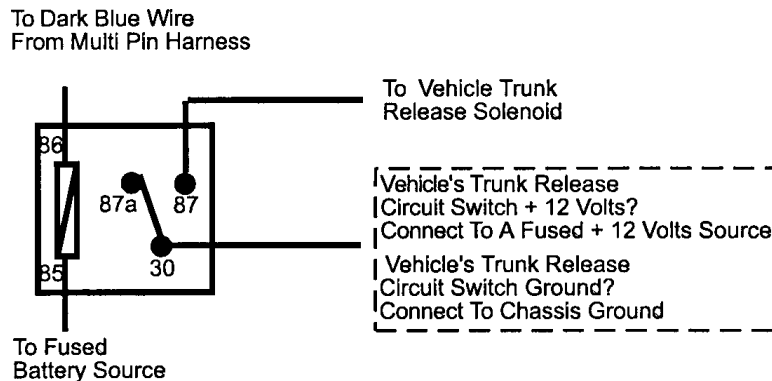 To Dark Blue Wire
From Multi Pin Harness
To Vehicle Trunk
Release Solenoid
86
87a
87
30
85
Vehicle's Trunk Release
Circuit Switch + 12 Volts?
Connect To A Fused + 12 Volts Source
Vehicle's Trunk Release
Circuit Switch Ground?
Connect To Chassis Ground
To Fused
Battery Source